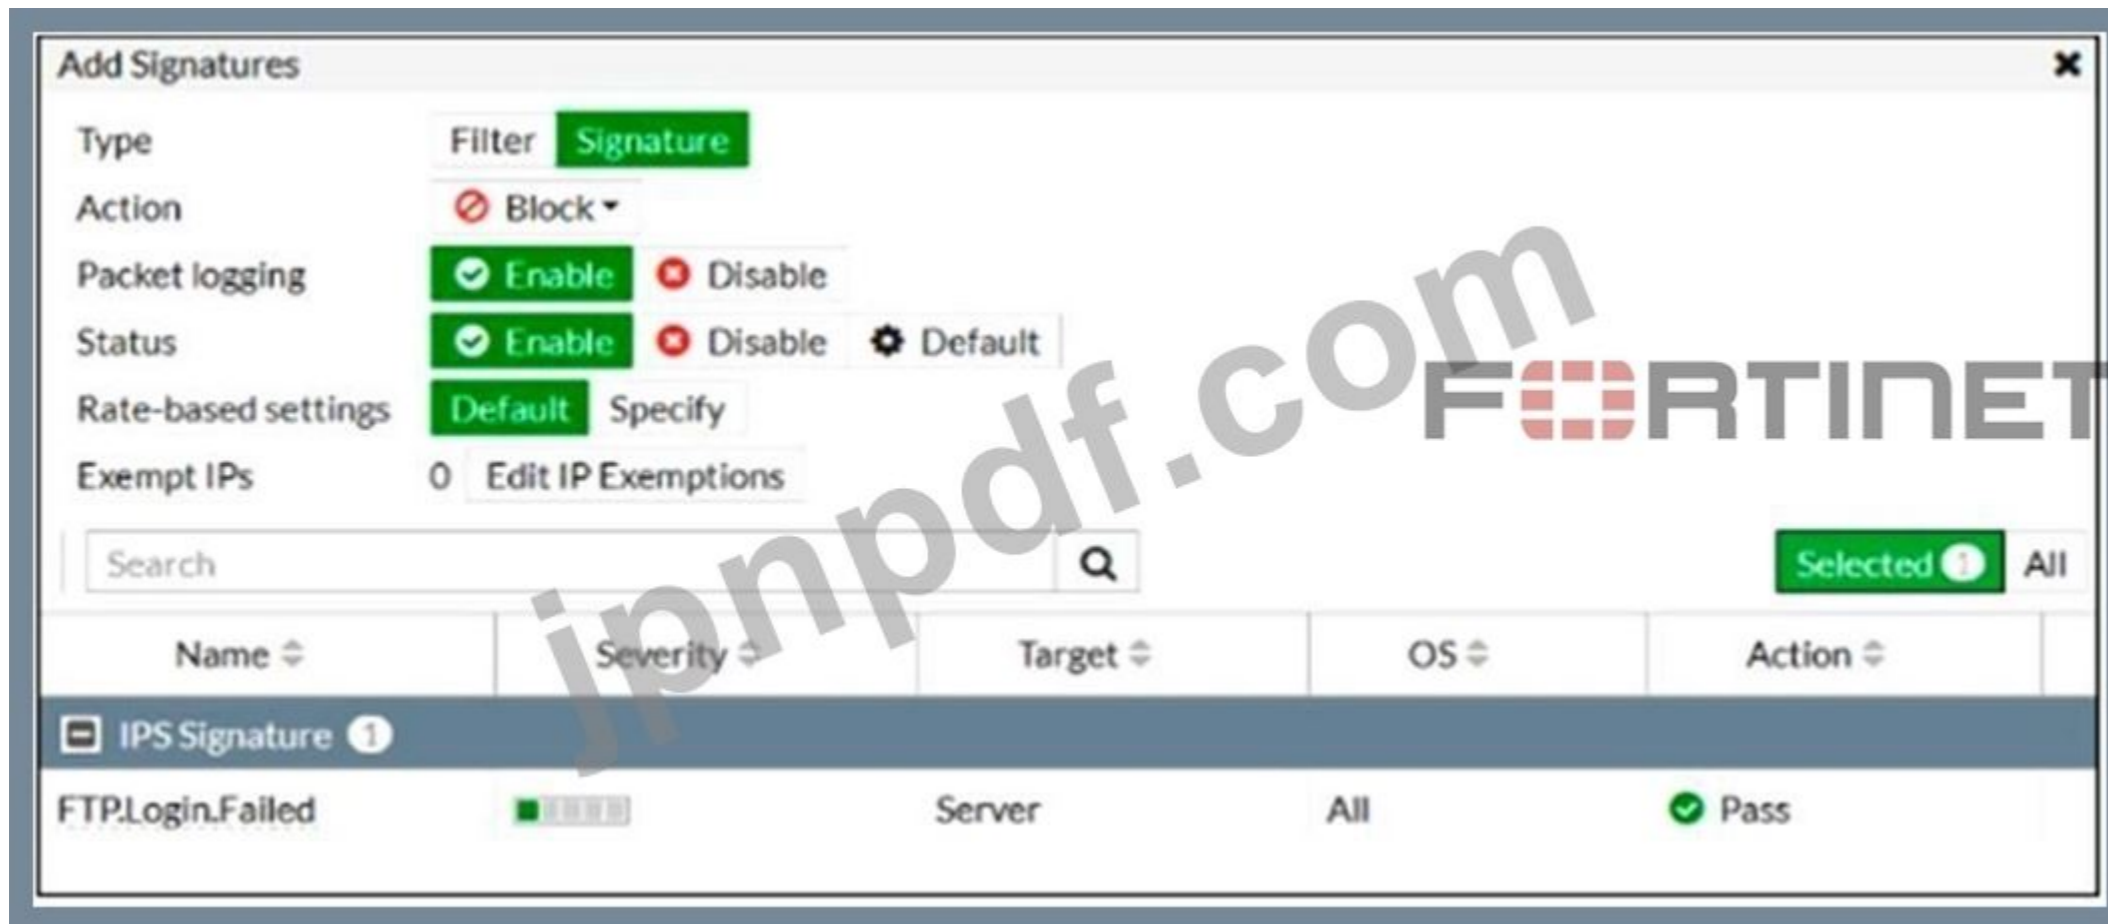 Add Signatures
Type Filter Signature
Action Block
Packet logging Enable Disable
Status Enable Disable Default
Rate-based settings Default Specify
Exempt IPs 0 Edit IP Exemptions
Search
Selected 1 All
Name Severity Target OS Action
IPS Signature 1
FTP.Login.Failed Server All Pass
jpnpdf.com
FORTINET